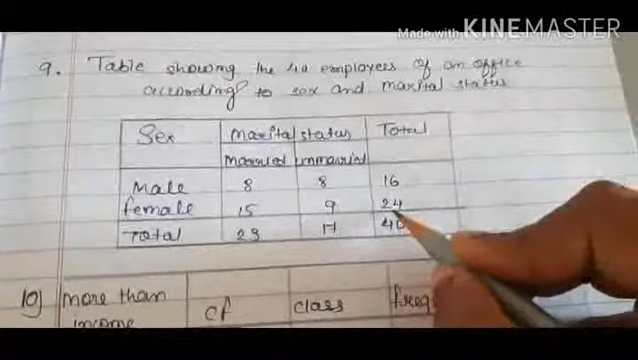 Made with KINEMASTER
9. Table showing the 40 employees of an office
according to sex and marital status
Sex marital status Total
married unmarried
Male 8 8 16
female 15 9 24
Total 23 17 40
10) more than cf class freq
income